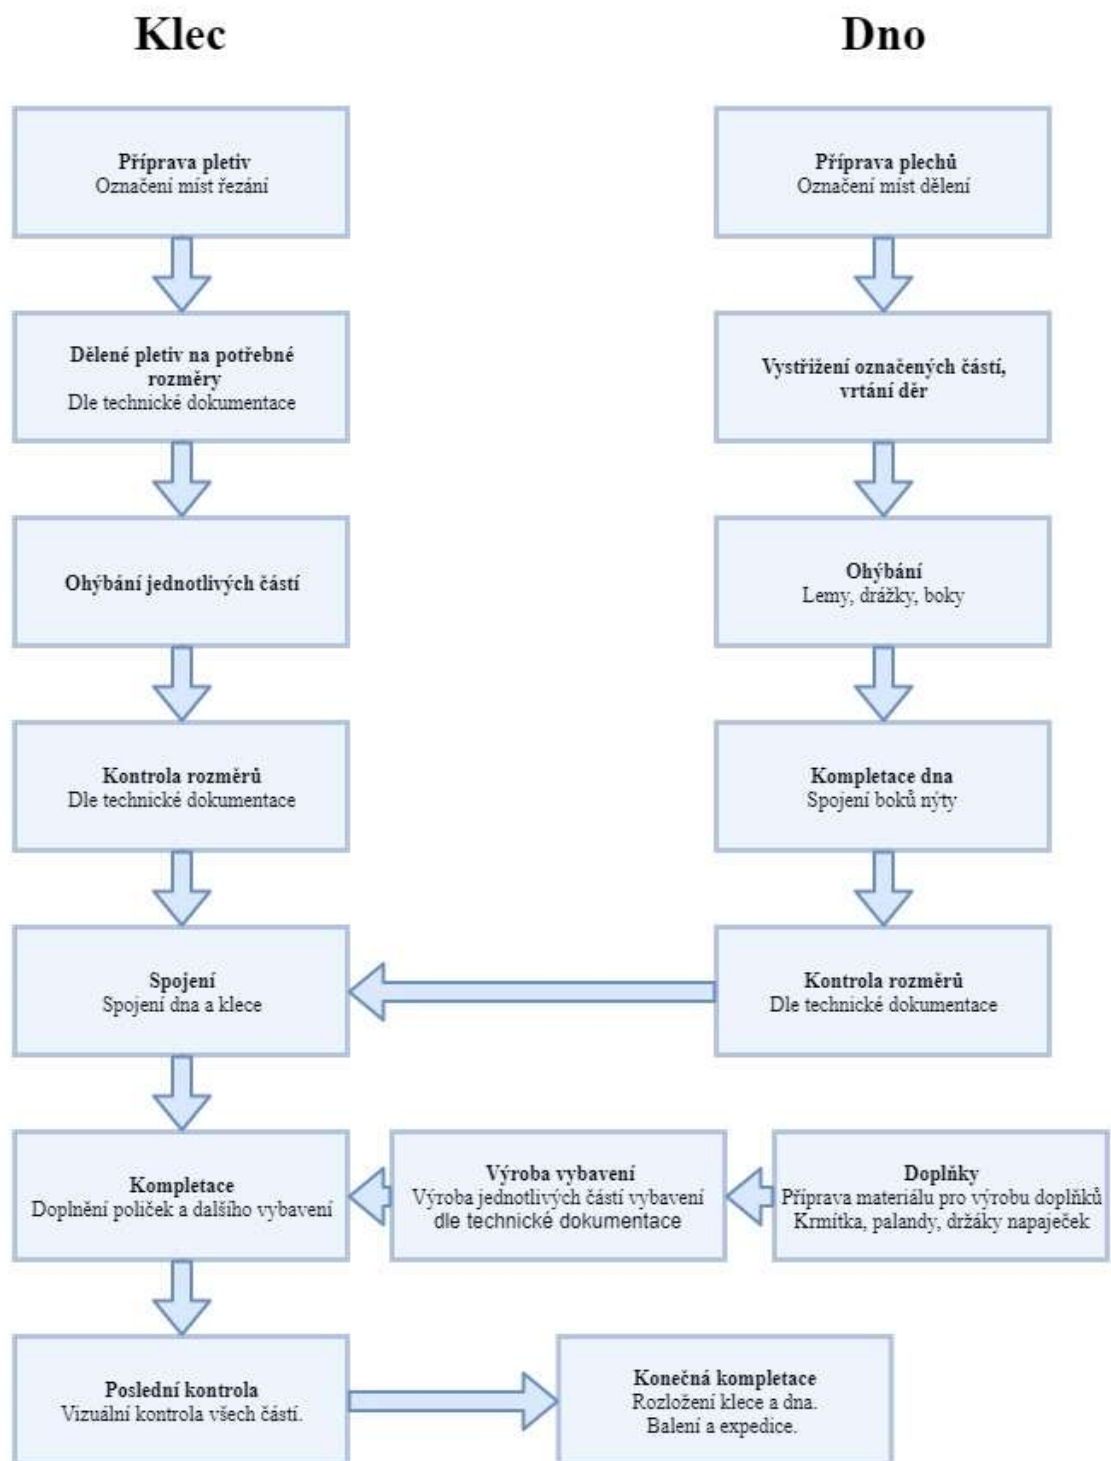 Klec
Dno
Příprava pletiv
Označení míst řezání
Příprava plechů
Označení míst dělení
Dělené pletiv na potřebné
rozměry
Dle technické dokumentace
Vystřižení označených částí,
vrtání děr
Ohýbání jednotlivých částí
Ohýbání
Lemy, drážky, boky
Kontrola rozměrů
Dle technické dokumentace
Kompletace dna
Spojení boků nýty
Spojení
Spojení dna a klece
Kontrola rozměrů
Dle technické dokumentace
Kompletace
Doplnění poliček a dalšího vybavení
Výroba vybavení
Výroba jednotlivých částí vybavení
dle technické dokumentace
Doplňky
Příprava materiálu pro výrobu doplňků
Krmítka, palandy, držáky napaječek
Poslední kontrola
Vizuální kontrola všech částí.
Konečná kompletace
Rozložení klece a dna.
Balení a expedice.